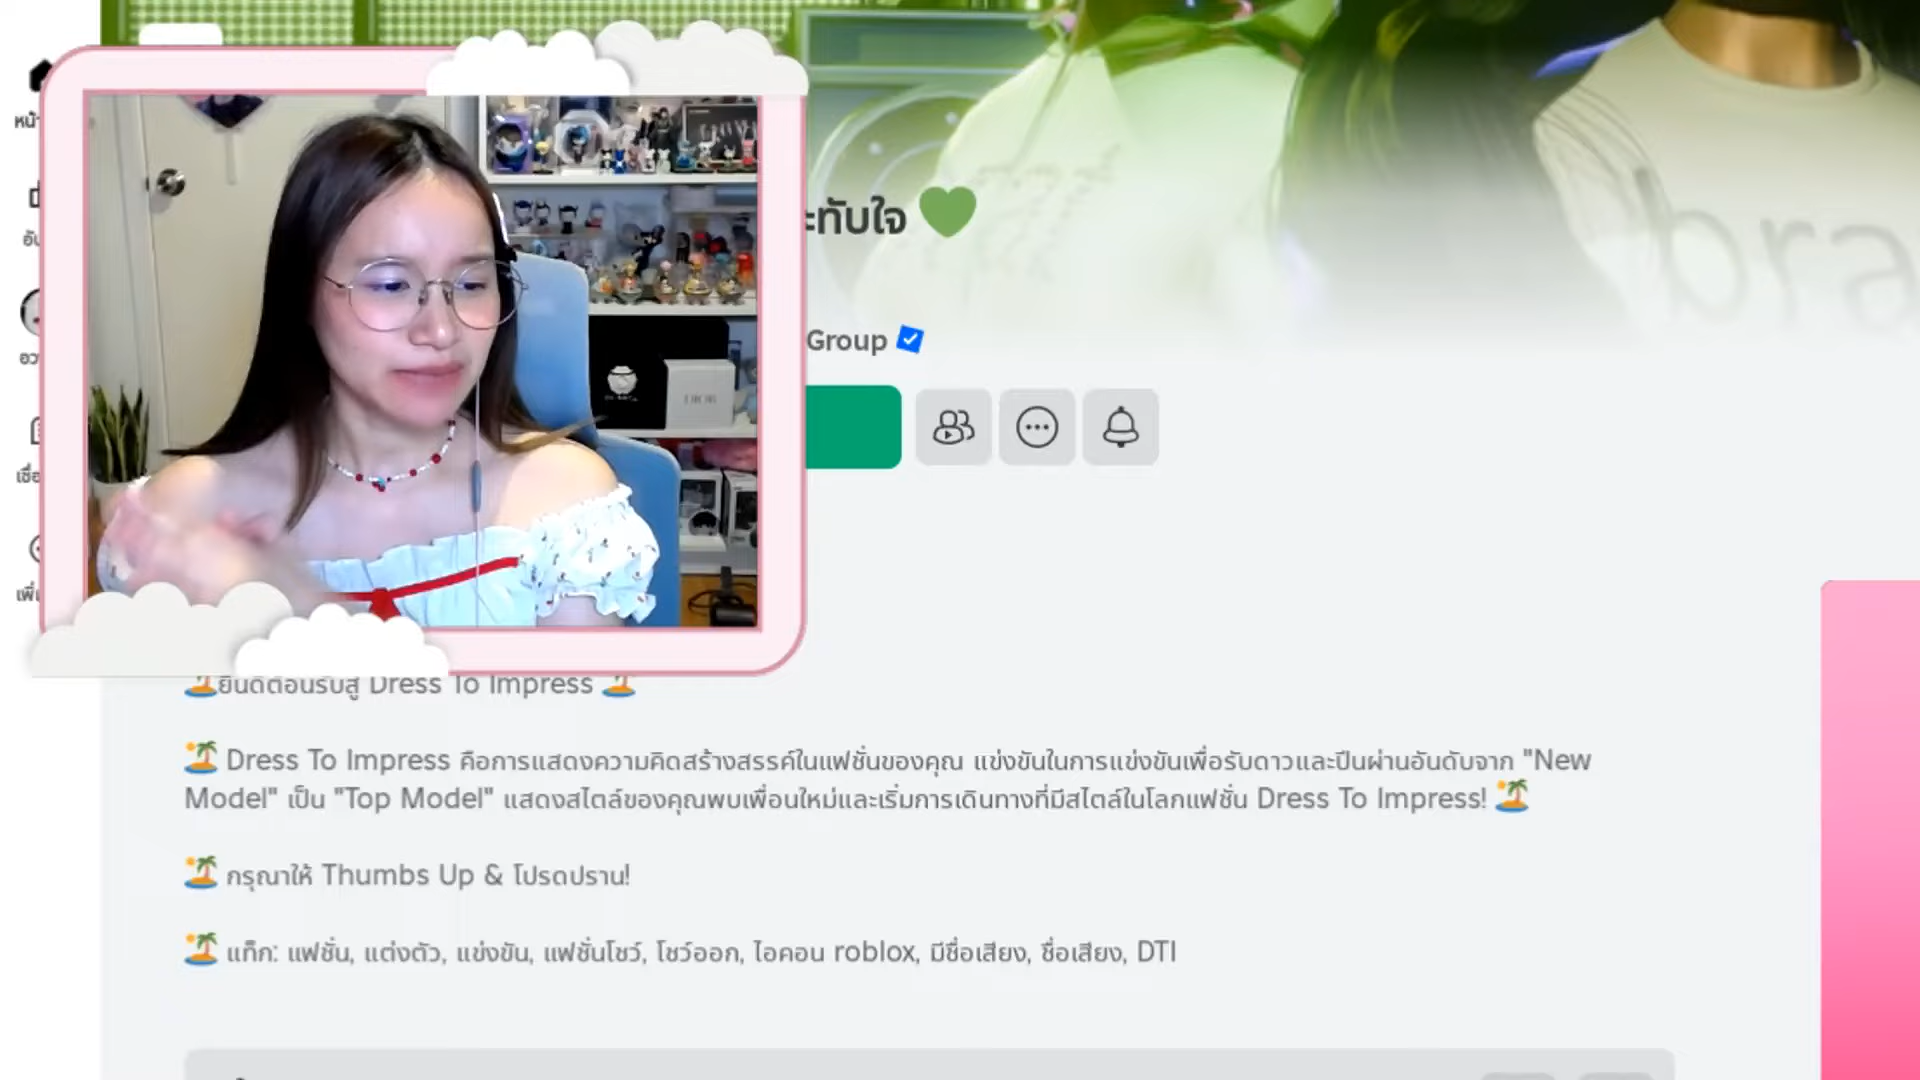 ะทับใจ
Group
ยินดีต้อนรับสู่ Dress To Impress
Dress To Impress คือการแสดงความคิดสร้างสรรค์ในแฟชั่นของคุณ แข่งขันในการแข่งขันเพื่อรับดาวและปีนผ่านอันดับจาก "New
Model" เป็น "Top Model" แสดงสไตล์ของคุณพบเพื่อนใหม่และเริ่มการเดินทางที่มีสไตล์ในโลกแฟชั่น Dress To Impress!
กรุณาให้ Thumbs Up & โปรดปราน!
แท็ก: แฟชั่น, แต่งตัว, แข่งขัน, แฟชั่นโชว์, โชว์ออก, ไอคอน roblox, มีชื่อเสียง, ชื่อเสียง, DTI
bra
DIOR